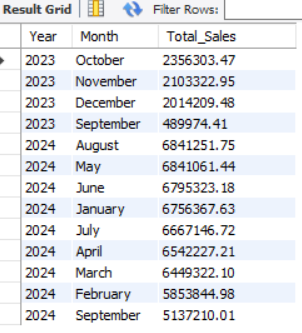 Result Grid Filter Rows:
Year Month Total_Sales
2023 October 2356303.47
2023 November 2103322.95
2023 December 2014209.48
2023 September 489974.41
2024 August 6841251.75
2024 May 6841061.44
2024 June 6795323.18
2024 January 6756367.63
2024 July 6667146.72
2024 April 6542227.21
2024 March 6449322.10
2024 February 5853844.98
2024 September 5137210.01